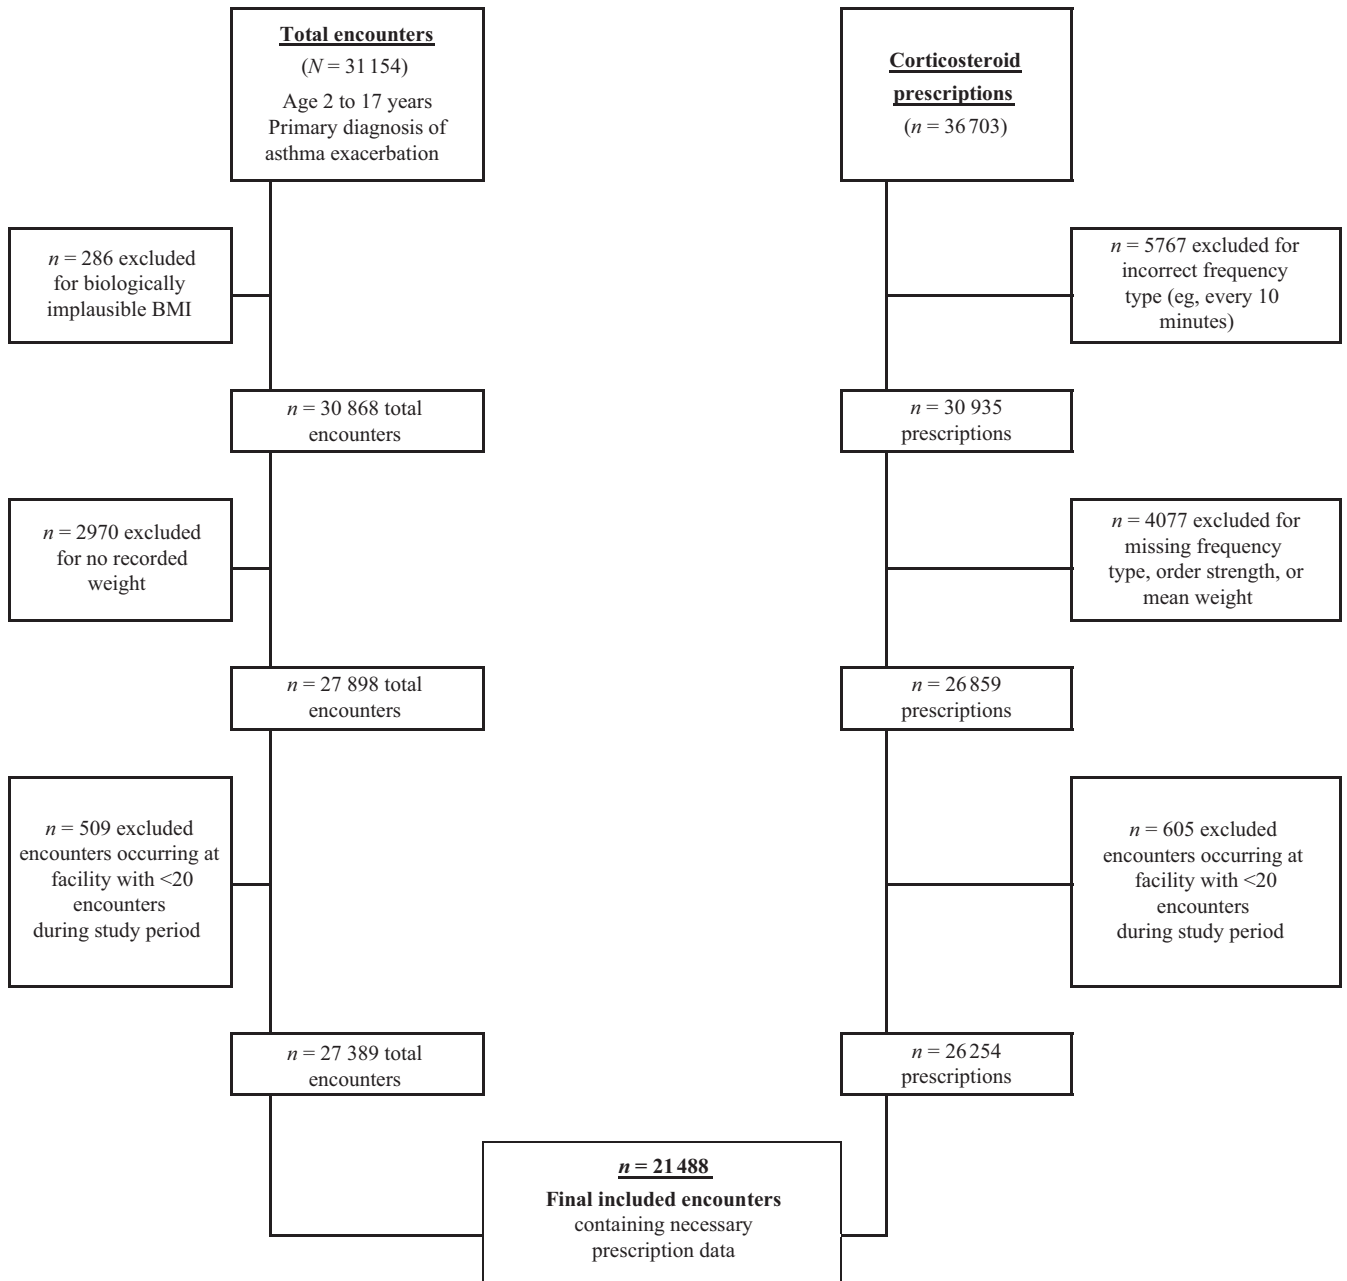 Total encounters
(N = 31 154)
Age 2 to 17 years
Primary diagnosis of
asthma exacerbation
Corticosteroid
prescriptions
(n = 36 703)
n = 286 excluded
for biologically
implausible BMI
n = 5767 excluded for
incorrect frequency
type (eg, every 10
minutes)
n = 30 868 total
encounters
n = 30 935
prescriptions
n = 2970 excluded
for no recorded
weight
n = 4077 excluded for
missing frequency
type, order strength, or
mean weight
n = 27 898 total
encounters
n = 26 859
prescriptions
n = 509 excluded
encounters occurring at
facility with <20
encounters
during study period
n = 605 excluded
encounters occurring at
facility with <20
encounters
during study period
n = 27 389 total
encounters
n = 26 254
prescriptions
n = 21 488
Final included encounters
containing necessary
prescription data